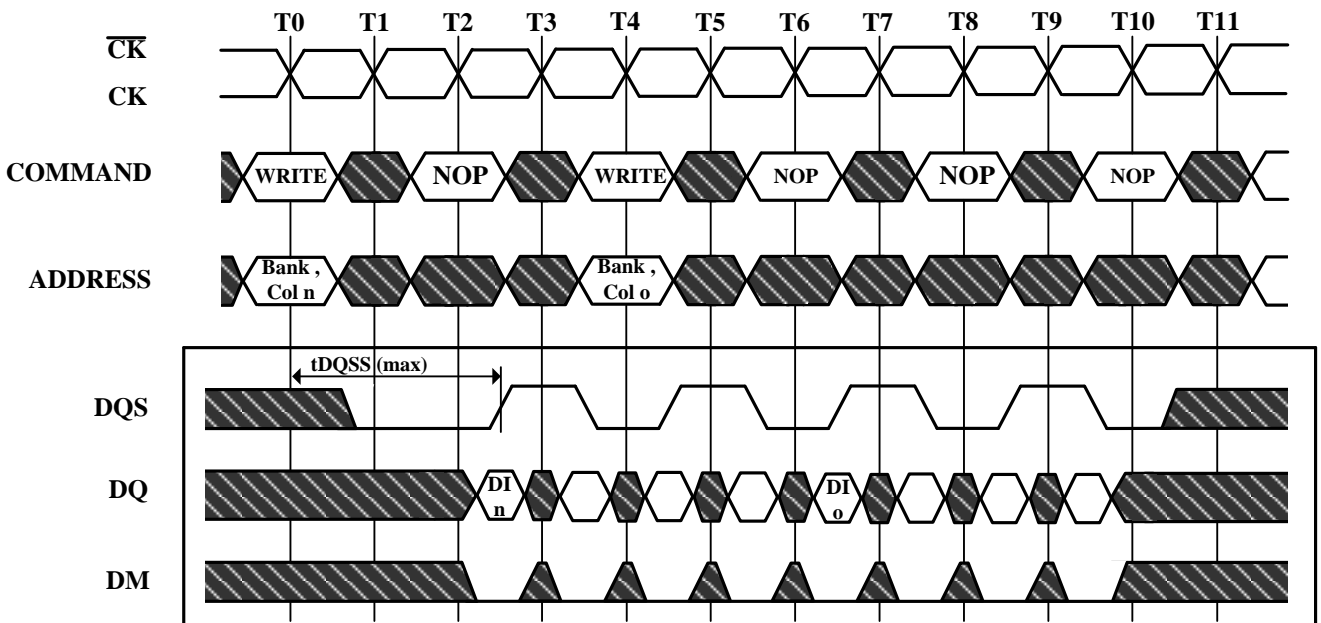 T0 T1 T2 T3 T4 T5 T6 T7 T8 T9 T10 T11
CK
CK
COMMAND
WRITE NOP WRITE NOP NOP NOP
ADDRESS
Bank , Bank ,
Col n Col o
tDQSS (max)
DQS
DQ
DI DI
n o
DM